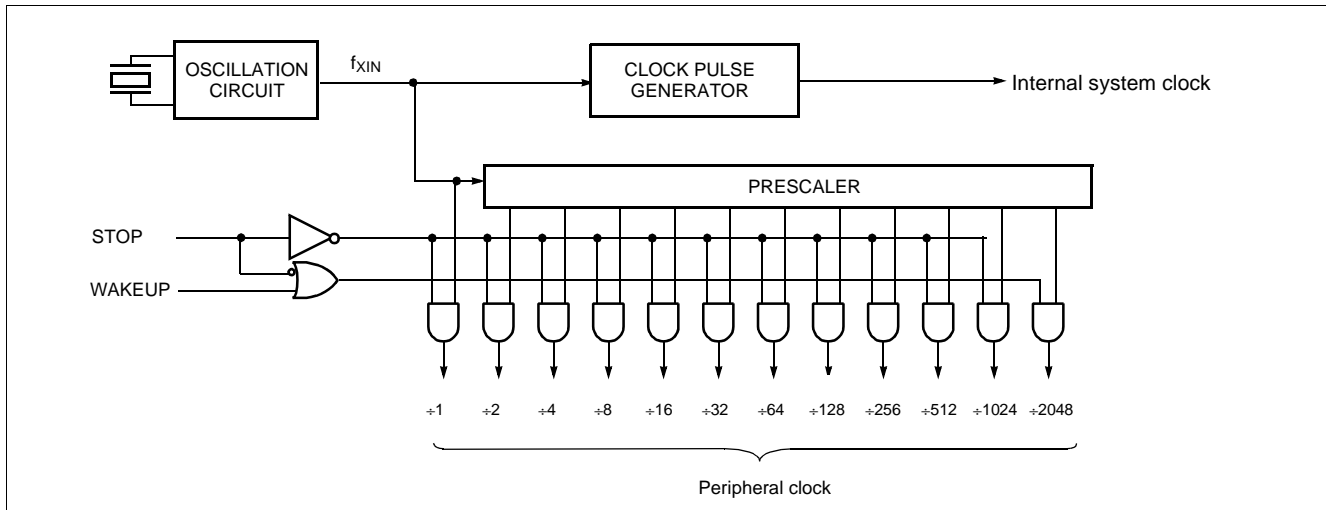 OSCILLATION
CIRCUIT
fXIN
CLOCK PULSE
GENERATOR
Internal system clock
PRESCALER
STOP
WAKEUP
÷1 ÷2 ÷4 ÷8 ÷16 ÷32 ÷64 ÷128 ÷256 ÷512 ÷1024 ÷2048
Peripheral clock